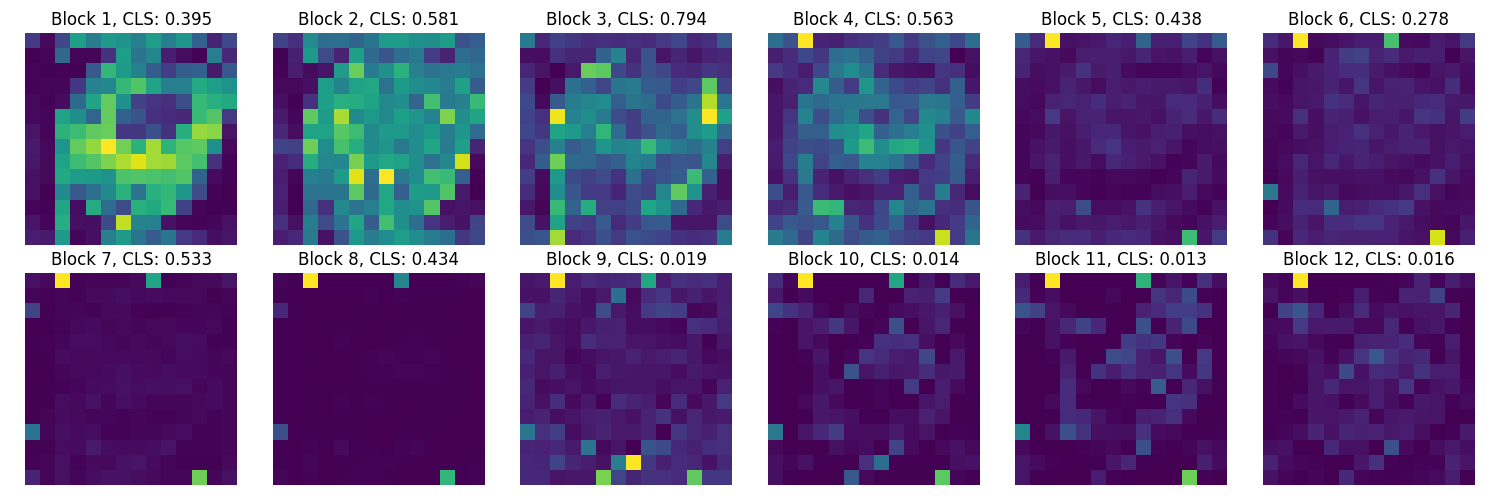 Block 1, CLS: 0.395
Block 2, CLS: 0.581
Block 3, CLS: 0.794
Block 4, CLS: 0.563
Block 5, CLS: 0.438
Block 6, CLS: 0.278
Block 7, CLS: 0.533
Block 8, CLS: 0.434
Block 9, CLS: 0.019
Block 10, CLS: 0.014
Block 11, CLS: 0.013
Block 12, CLS: 0.016